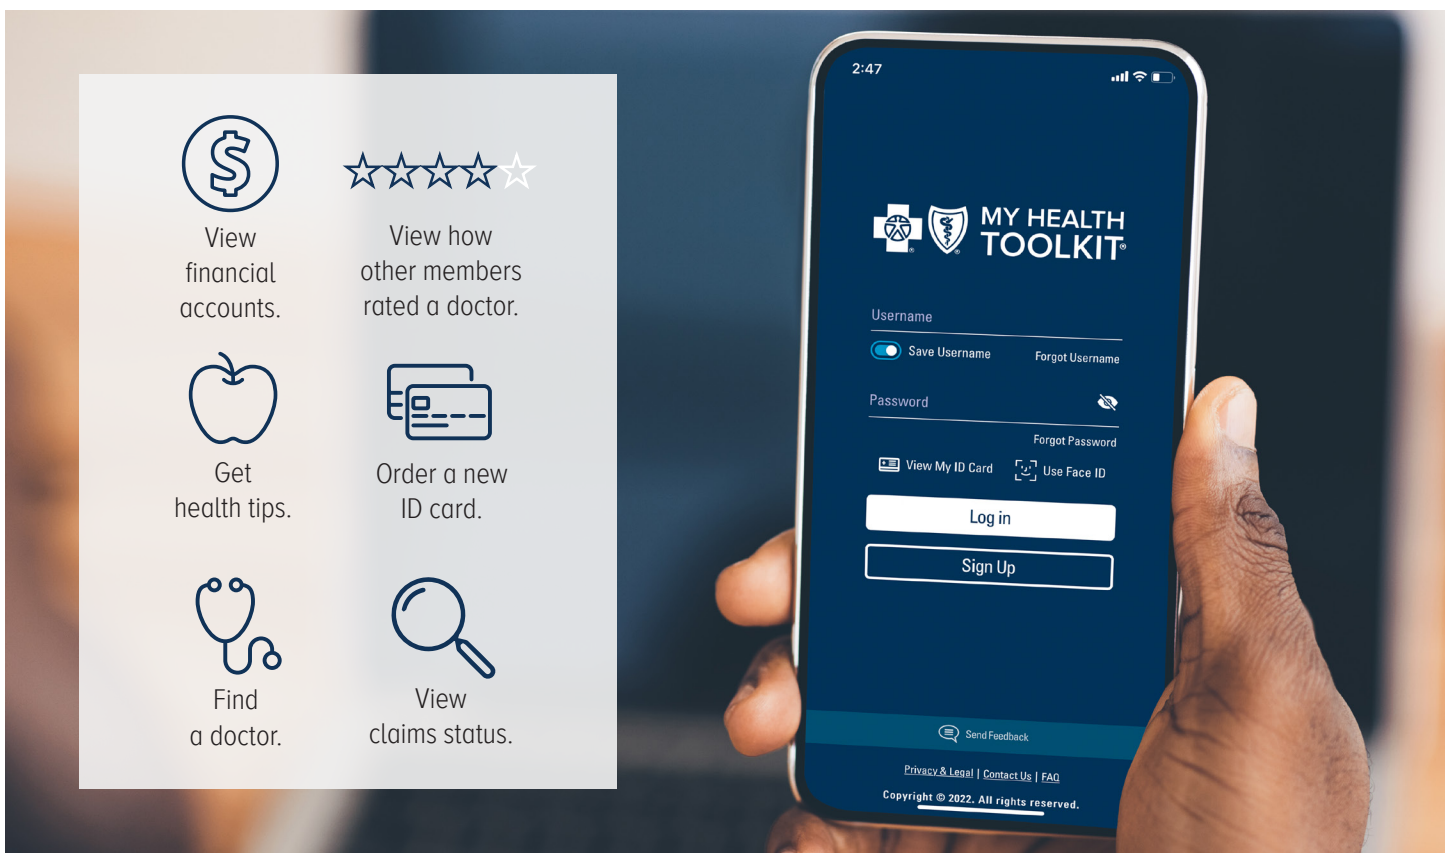 View
financial
accounts.
View how
other members
rated a doctor.
Get
health tips.
Order a new
ID card.
Find
a doctor.
View
claims status.
2:47
MY HEALTH
TOOLKIT®
Username
Save Username
Forgot Username
Password
Forgot Password
View My ID Card
Use Face ID
Log in
Sign Up
Send Feedback
Privacy & Legal | Contact Us | FAQ
Copyright © 2022. All rights reserved.